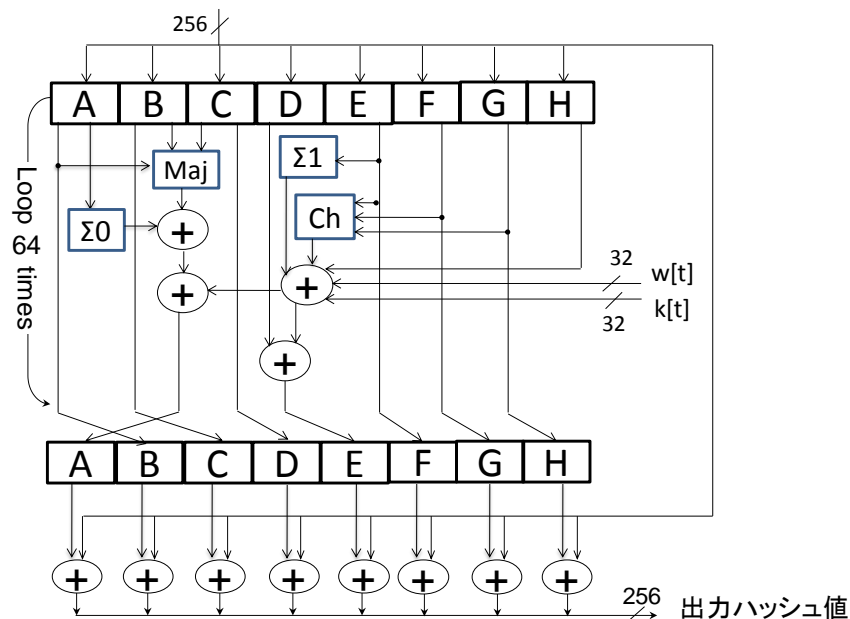 256
A B C D E F G H
Loop 64 times
Maj
Σ1
Σ0
+
Ch
+
+
32
w[t]
32
k[t]
+
A B C D E F G H
+ + + + + + + +
256
出力ハッシュ値